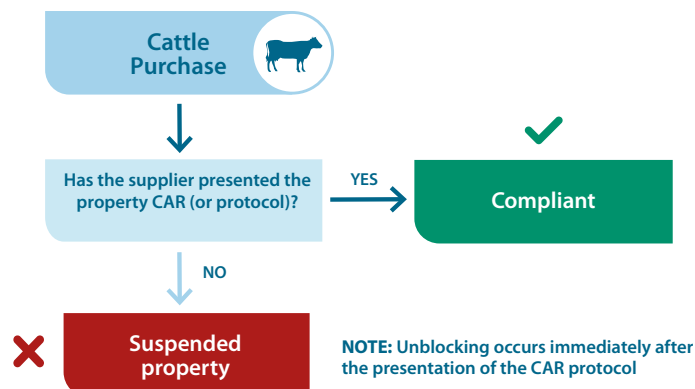 Cattle
Purchase
Has the supplier presented the
property CAR (or protocol)?
YES
Compliant
NO
Suspended
property
NOTE: Unblocking occurs immediately after
the presentation of the CAR protocol